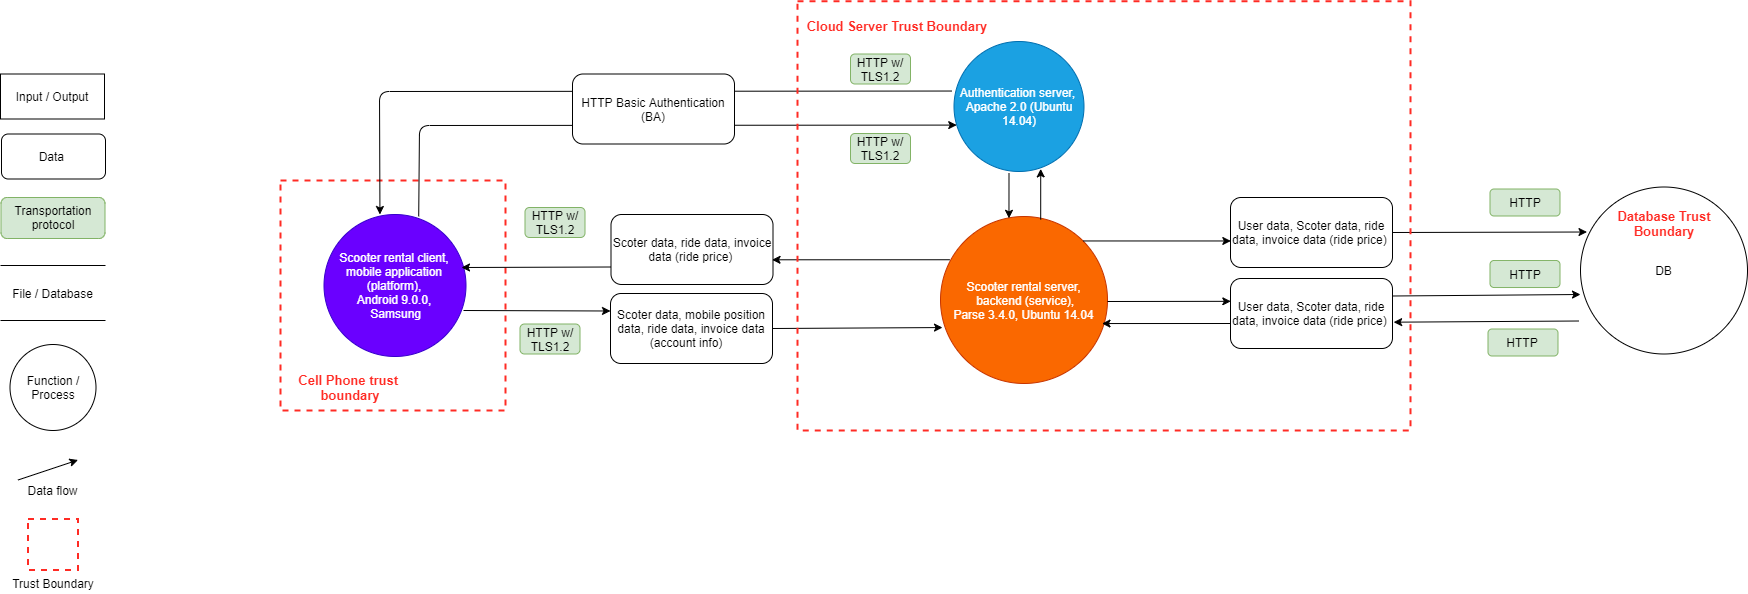 Input / Output
Data
Transportation
protocol
File / Database
Function /
Process
Data flow
Trust Boundary
Cell Phone trust
boundary
Scooter rental client,
mobile application
(platform),
Android 9.0.0,
Samsung
HTTP Basic Authentication
(BA)
HTTP w/
TLS1.2
Scoter data, ride data, invoice
data (ride price)
HTTP w/
TLS1.2
Scoter data, mobile position
data, ride data, invoice data
(account info)
Cloud Server Trust Boundary
HTTP w/
TLS1.2
HTTP w/
TLS1.2
Authentication server,
Apache 2.0 (Ubuntu
14.04)
Scooter rental server,
backend (service),
Parse 3.4.0, Ubuntu 14.04
User data, Scoter data, ride
data, invoice data (ride price)
User data, Scoter data, ride
data, invoice data (ride price)
HTTP
HTTP
HTTP
Database Trust
Boundary
DB